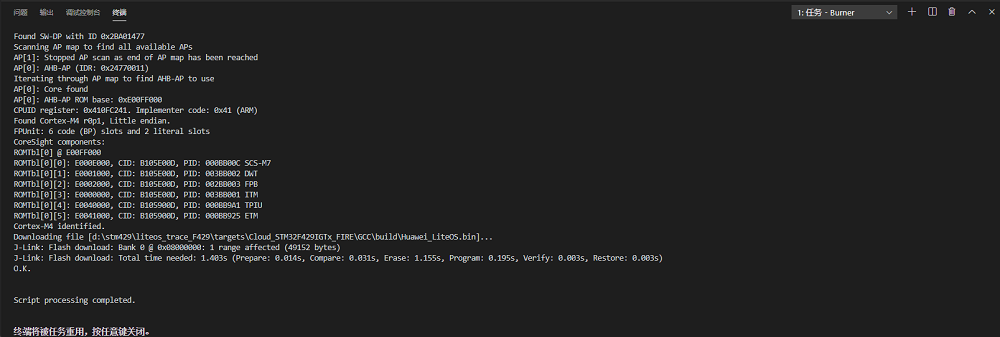 问题 输出 调试控制台 终端 1: 任务 - Burner
Found SW-DP with ID 0x2BA01477
Scanning AP map to find all available APs
AP[1]: Stopped AP scan as end of AP map has been reached
AP[0]: AHB-AP (IDR: 0x24770011)
Iterating through AP map to find AHB-AP to use
AP[0]: Core found
AP[0]: AHB-AP ROM base: 0xE00FF000
CPUID register: 0x410FC241. Implementer code: 0x41 (ARM)
Found Cortex-M4 r0p1, Little endian.
FPUnit: 6 code (BP) slots and 2 literal slots
CoreSight components:
ROMTbl[0] @ E00FF000
ROMTbl[0][0]: E000E000, CID: B105E00D, PID: 000BB00C SCS-M7
ROMTbl[0][1]: E0001000, CID: B105E00D, PID: 003BB002 DWT
ROMTbl[0][2]: E0002000, CID: B105E00D, PID: 002BB003 FPB
ROMTbl[0][3]: E0000000, CID: B105E00D, PID: 003BB001 ITM
ROMTbl[0][4]: E0040000, CID: B105900D, PID: 000BB9A1 TPIU
ROMTbl[0][5]: E0041000, CID: B105900D, PID: 000BB925 ETM
Cortex-M4 identified.
Downloading file [d:\stm429\liteos_trace_F429\targets\Cloud_STM32F429IGTx_FIRE\GCC\build\Huawei_LiteOS.bin]...
J-Link: Flash download: Bank 0 @ 0x08000000: 1 range affected (49152 bytes)
J-Link: Flash download: Total time needed: 1.403s (Prepare: 0.014s, Compare: 0.031s, Erase: 1.155s, Program: 0.195s, Verify: 0.003s, Restore: 0.003s)
O.K.
Script processing completed.
终端将被任务重用，按任意键关闭。